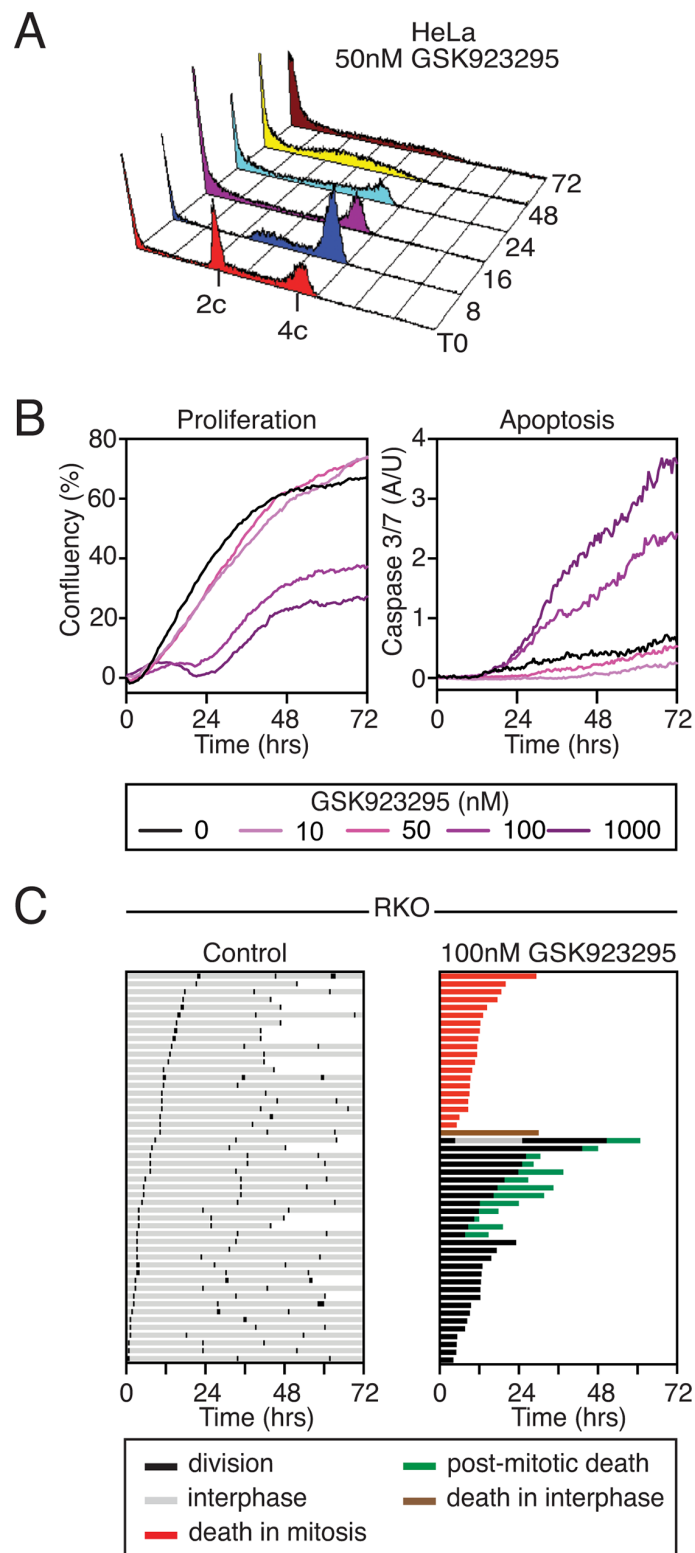 A
HeLa
50nM GSK923295
72
48
24
16
8
T0
2c
4c
B
Proliferation
Apoptosis
Confluency (%)
80
60
40
20
0
0 24 48 72
Time (hrs)
Caspase 3/7 (A/U)
4
3
2
1
0
0 24 48 72
Time (hrs)
GSK923295 (nM)
0 10 50 100 1000
C
RKO
Control
100nM GSK923295
0 24 48 72
Time (hrs)
0 24 48 72
Time (hrs)
division
interphase
death in mitosis
post-mitotic death
death in interphase